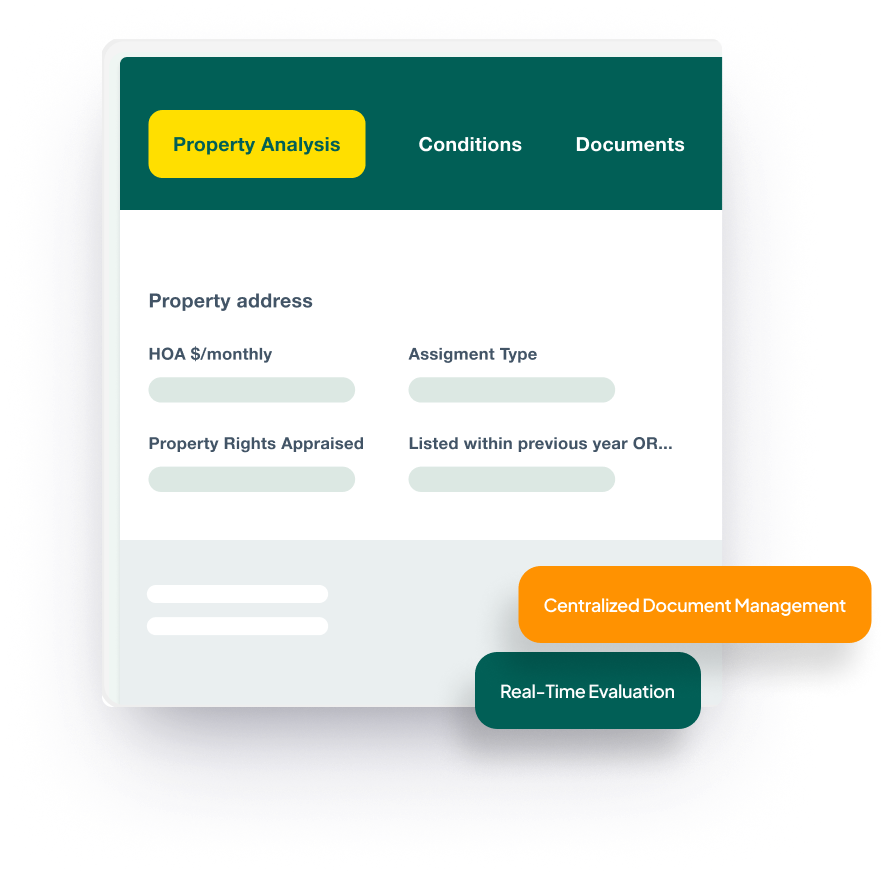 Property Analysis Conditions Documents
Property address
HOA $/monthly Assigment Type
Property Rights Appraised Listed within previous year OR...
Centralized Document Management
Real-Time Evaluation